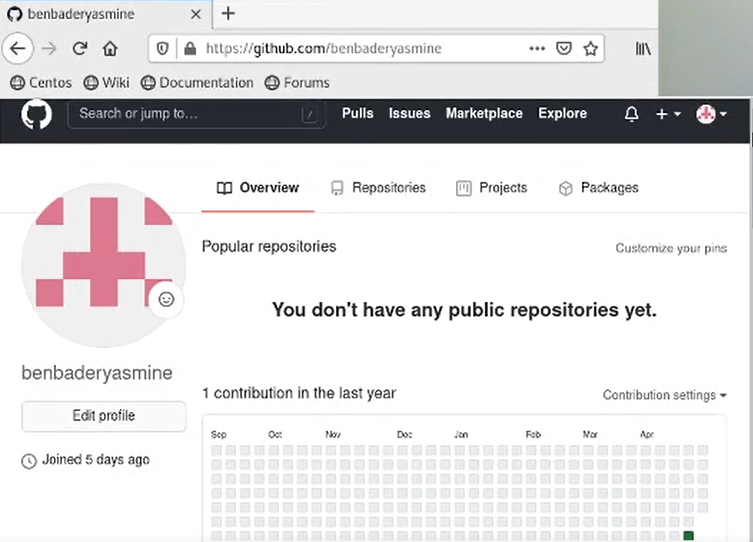 benbaderyasmine
https://github.com/benbaderyasmine
Centos Wiki Documentation Forums
Search or jump to... /
Pulls Issues Marketplace Explore
Overview Repositories Projects Packages
Popular repositories Customize your pins
You don't have any public repositories yet.
benbaderyasmine
Edit profile
Joined 5 days ago
1 contribution in the last year Contribution settings
Sep Oct Nov Dec Jan Feb Mar Apr